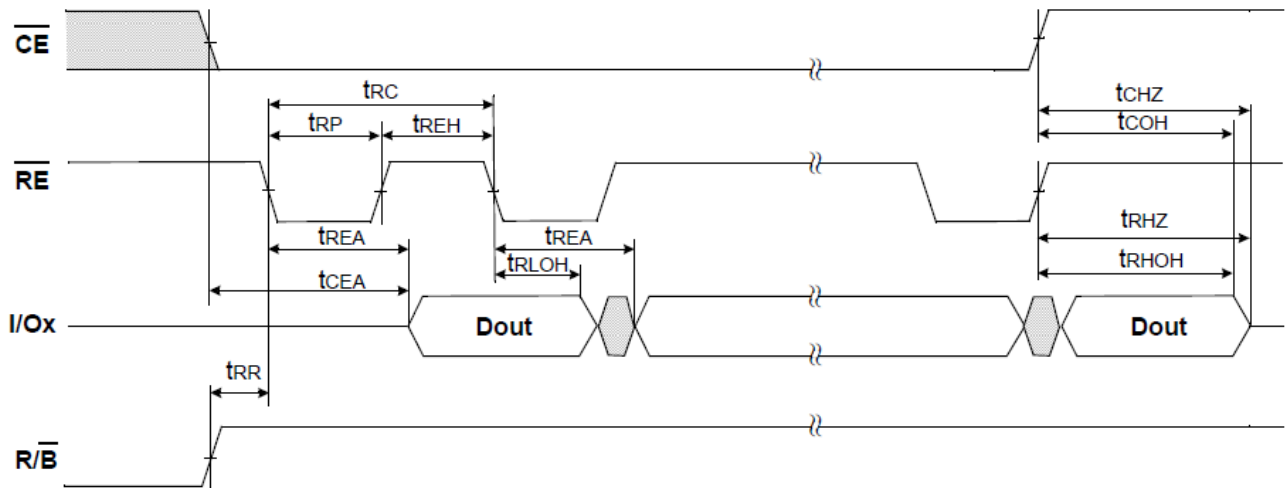 CE
tRC
tCHZ
tRP
tREH
tCOH
RE
tREA
tREA
tRHZ
tRLOH
tCEA
tRHOH
I/Ox
Dout
Dout
tRR
R/B